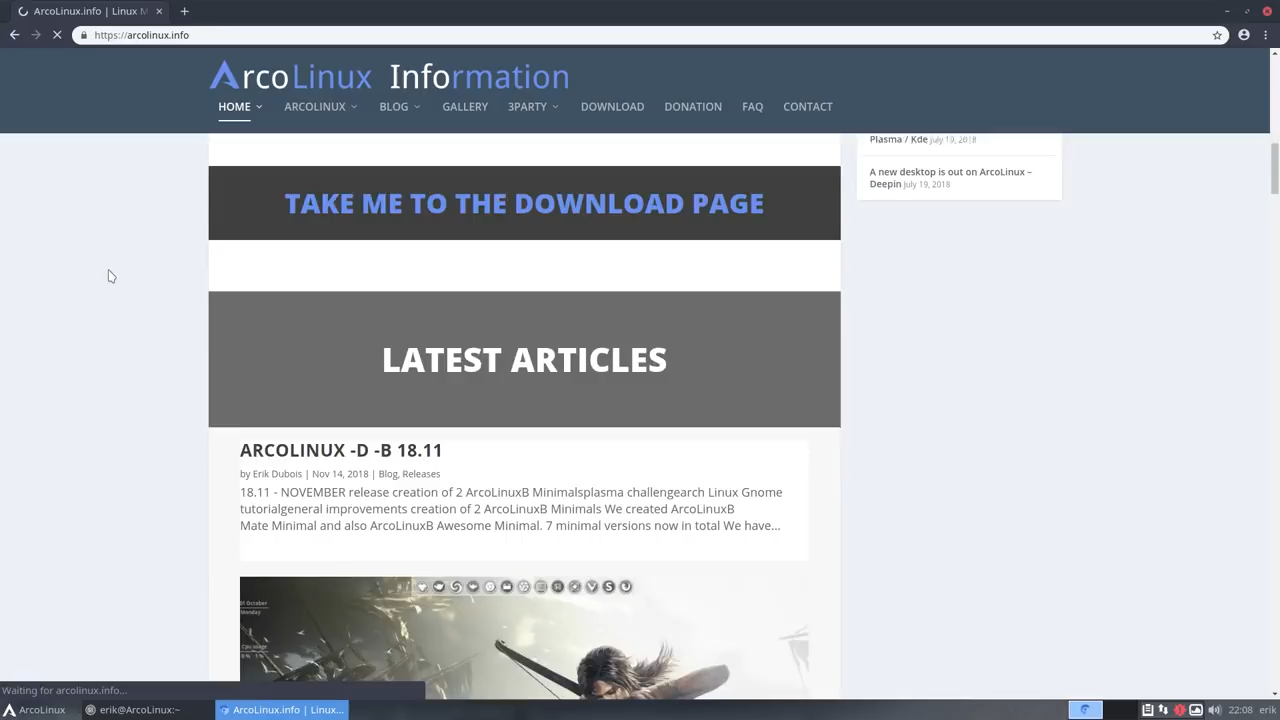 ArcoLinux.info | Linux M
https://arcolinux.info
ArcoLinux Information
HOME ARCOLINUX BLOG GALLERY 3PARTY DOWNLOAD DONATION FAQ CONTACT
Plasma / Kde July 19, 2018
A new desktop is out on ArcoLinux –
Deepin July 19, 2018
TAKE ME TO THE DOWNLOAD PAGE
LATEST ARTICLES
ARCOLINUX -D -B 18.11
by Erik Dubois | Nov 14, 2018 | Blog, Releases
18.11 - NOVEMBER release creation of 2 ArcoLinuxB Minimalsplasma challengearch Linux Gnome
tutorialgeneral improvements creation of 2 ArcoLinuxB Minimals We created ArcoLinuxB
Mate Minimal and also ArcoLinuxB Awesome Minimal. 7 minimal versions now in total We have...
01 October
Monday
Cpu usage
Waiting for arcolinux.info...
ArcoLinux erik@ArcoLinux:~ ArcoLinux.info | Linux... 22:08 erik